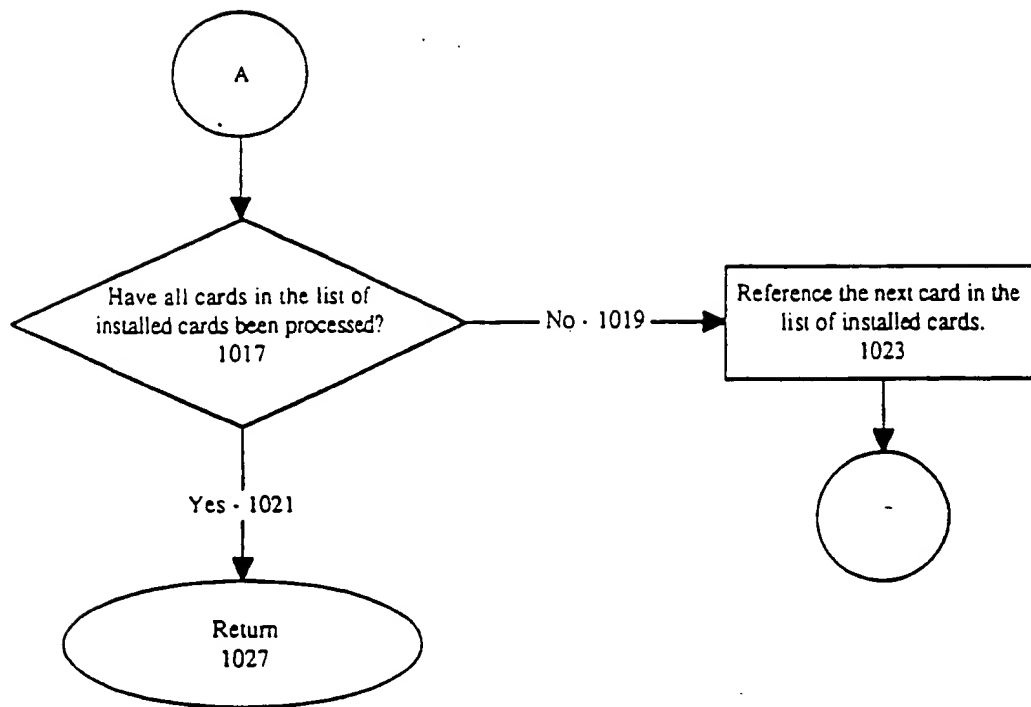 A
Have all cards in the list of
installed cards been processed?
1017
No - 1019
Reference the next card in the
list of installed cards.
1023
Yes - 1021
Return
1027